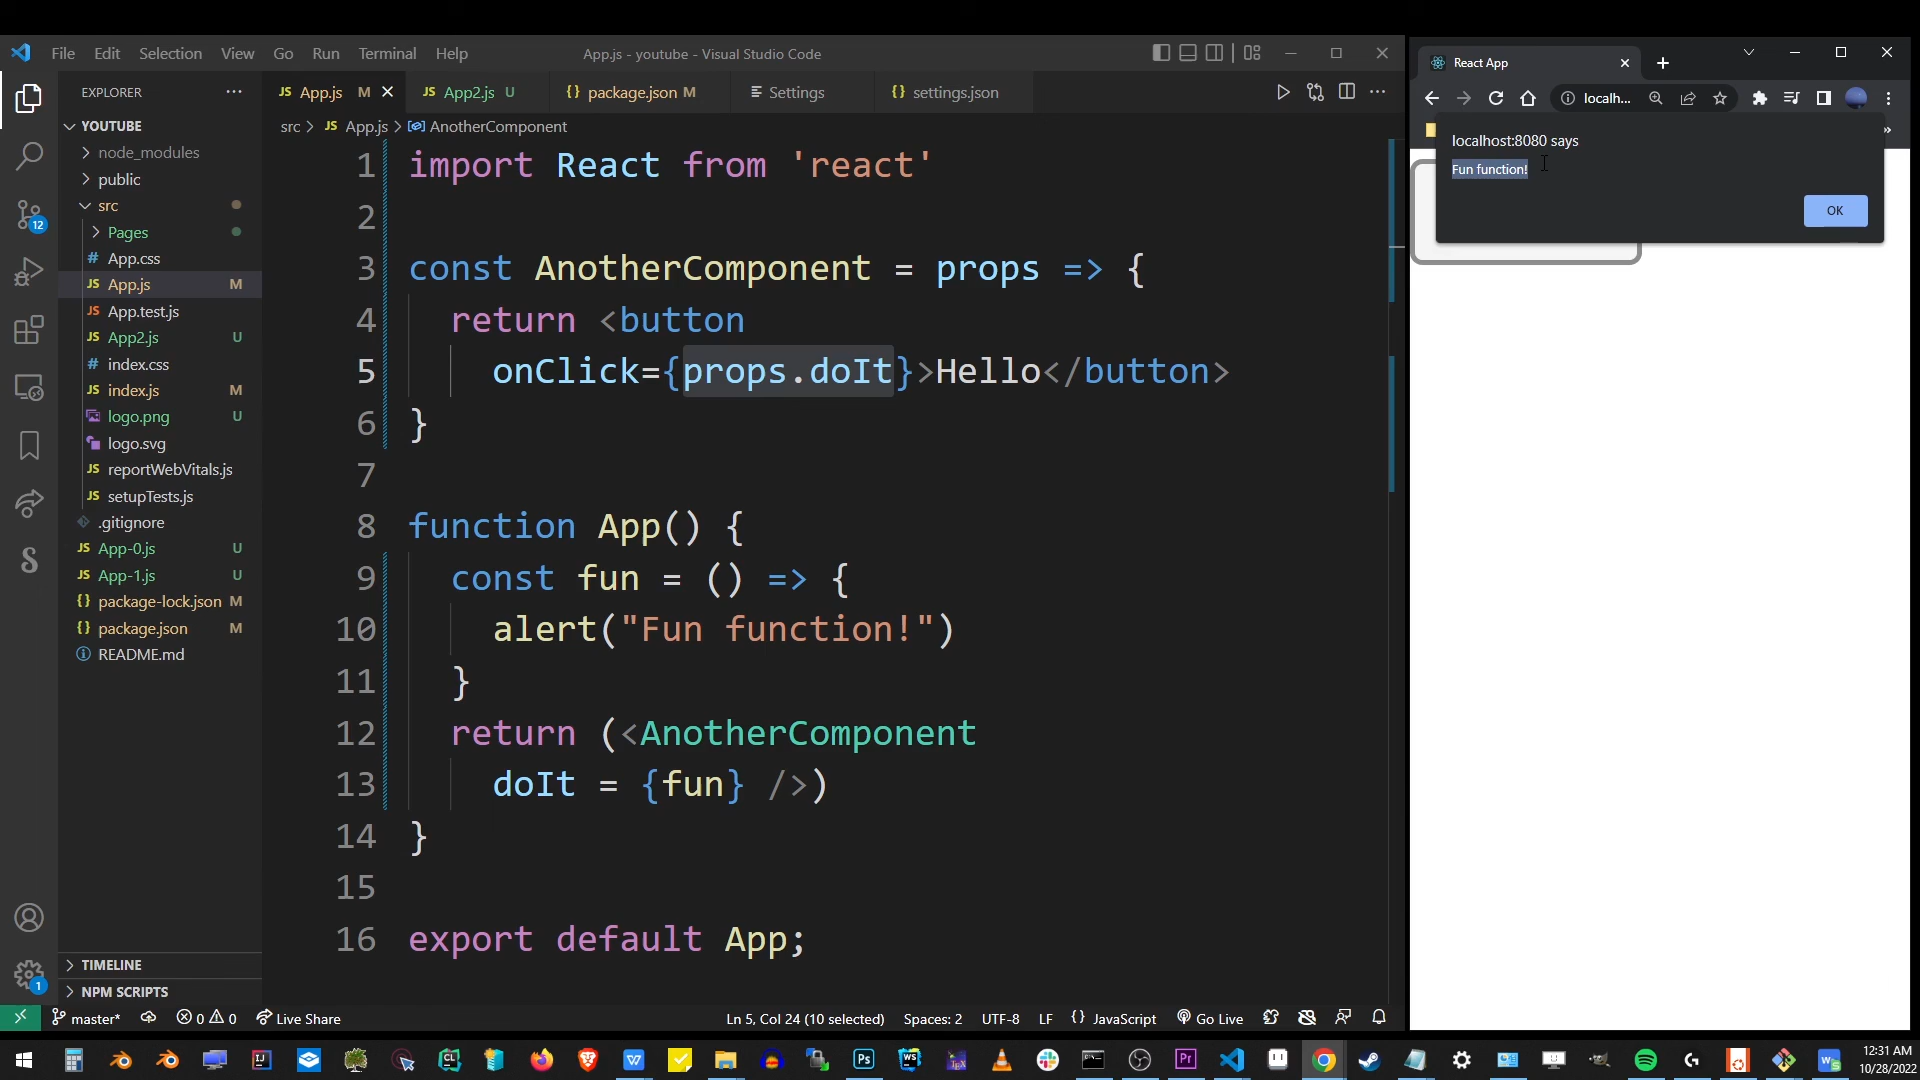 File Edit Selection View Go Run Terminal Help
App.js - youtube - Visual Studio Code
EXPLORER
YOUTUBE
node_modules
public
src
Pages
App.css
App.js M
App.test.js
App2.js U
index.css
index.js M
logo.png U
logo.svg
reportWebVitals.js
setupTests.js
.gitignore
App-0.js U
App-1.js U
package-lock.json M
package.json M
README.md
TIMELINE
NPM SCRIPTS
12
1
JS App.js M
JS App2.js U
{} package.json M
Settings
{} settings.json
src > JS App.js > AnotherComponent
1 import React from 'react'
2
3 const AnotherComponent = props => {
4 return <button
5 onClick={props.doIt}>Hello</button>
6 }
7
8 function App() {
9 const fun = () => {
10 alert("Fun function!")
11 }
12 return (<AnotherComponent
13 doIt = {fun} />)
14 }
15
16 export default App;
React App
localh...
localhost:8080 says
Fun function!
OK
master* 0 0 Live Share
Ln 5, Col 24 (10 selected) Spaces: 2 UTF-8 LF {} JavaScript Go Live
12:31 AM
10/28/2022